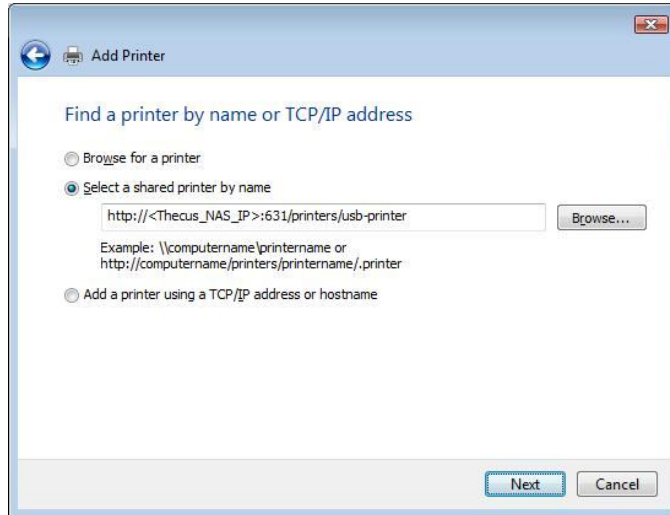 Add Printer
Find a printer by name or TCP/IP address
Browse for a printer
Select a shared printer by name
http://<Thecus_NAS_IP>:631/printers/usb-printer
Browse...
Example: \\computername\printername or
http://computername/printers/printername/.printer
Add a printer using a TCP/IP address or hostname
Next
Cancel